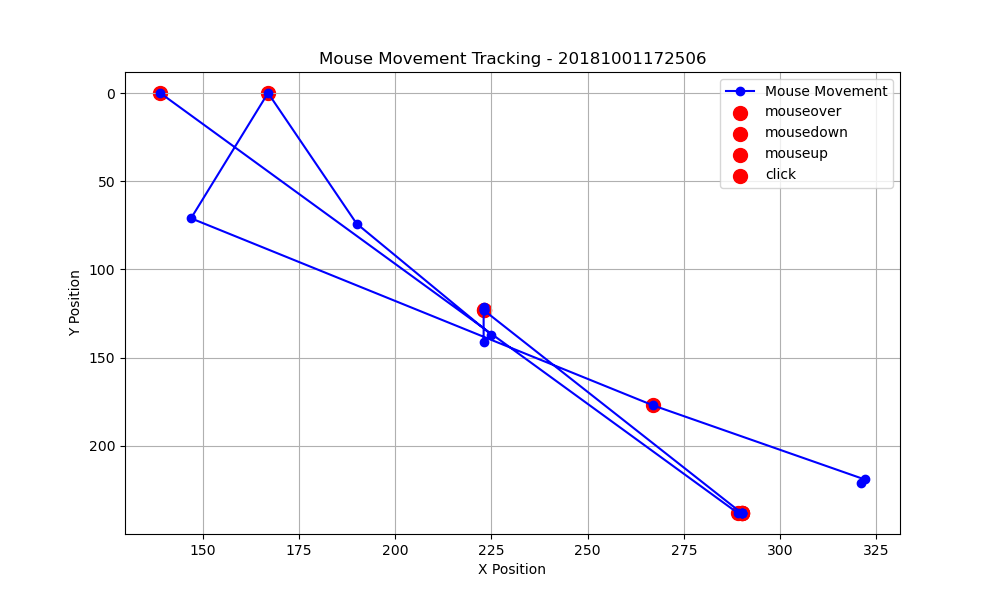 Mouse Movement Tracking - 20181001172506
Mouse Movement
mouseover
mousedown
mouseup
click
0
50
100
150
200
Y Position
150
175
200
225
250
275
300
325
X Position